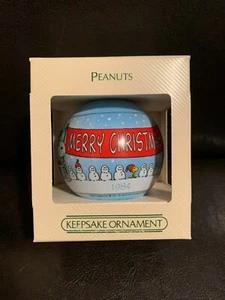 PEANUTS
MERRY CHRISTM
1984
KEEPSAKE ORNAMENT